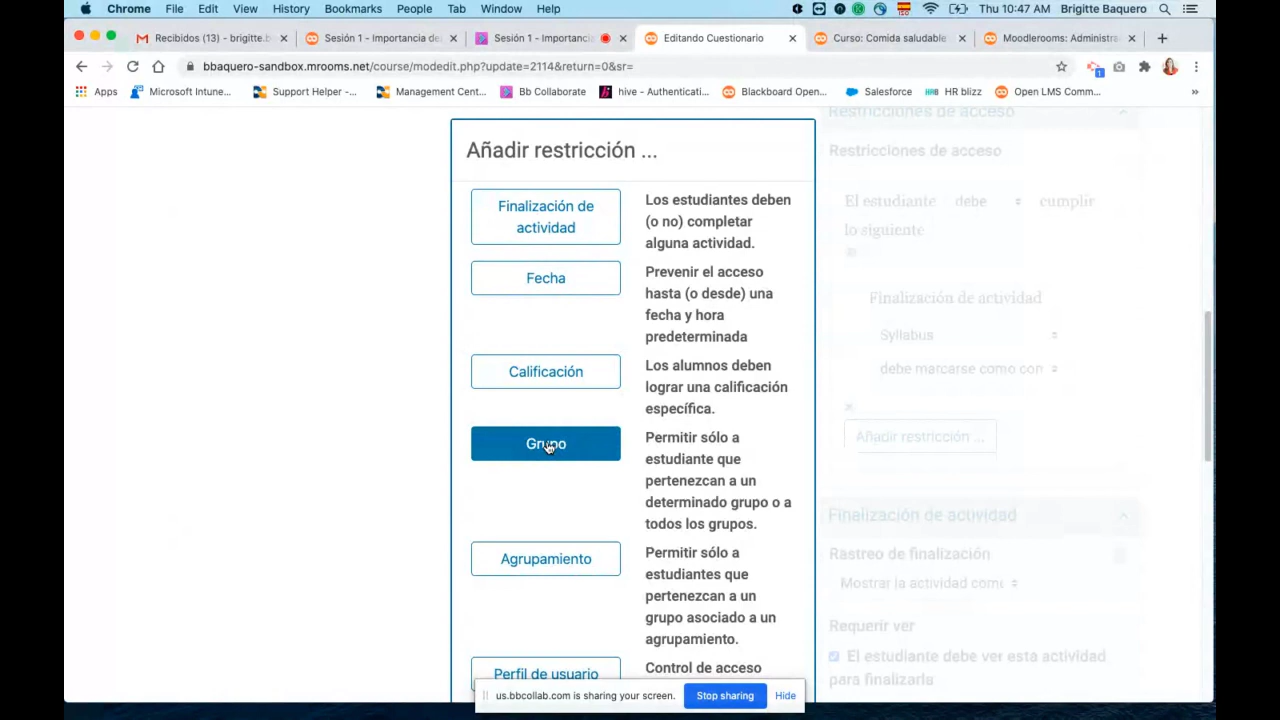 Chrome File Edit View History Bookmarks People Tab Window Help Thu 10:47 AM Brigitte Baquero
Recibidos (13) - brigitte.b
Sesión 1 - Importancia de
Sesión 1 - Importancia
Editando Cuestionario
Curso: Comida saludable
Moodlerooms: Administra
bbaquero-sandbox.mrooms.net/course/modedit.php?update=2114&return=0&sr=
Apps Microsoft Intune... Support Helper -... Management Cent... Bb Collaborate hive - Authenticati... Blackboard Open... Salesforce HR blizz Open LMS Comm... »
Añadir restricción ...
Finalización de
actividad
Los estudiantes deben
(o no) completar
alguna actividad.
Fecha
Prevenir el acceso
hasta (o desde) una
fecha y hora
predeterminada
Calificación
Los alumnos deben
lograr una calificación
específica.
Grupo
Permitir sólo a
estudiante que
pertenezcan a un
determinado grupo o a
todos los grupos.
Agrupamiento
Permitir sólo a
estudiantes que
pertenezcan a un
grupo asociado a un
agrupamiento.
Perfil de usuario
Control de acceso
Restricciones de acceso
Restricciones de acceso
El estudiante debe cumplir
lo siguiente
Finalización de actividad
Syllabus
debe marcarse como con
Añadir restricción ...
Finalización de actividad
Rastreo de finalización
Mostrar la actividad como
Requerir ver
El estudiante debe ver esta actividad
para finalizarla
us.bbcollab.com is sharing your screen. Stop sharing Hide